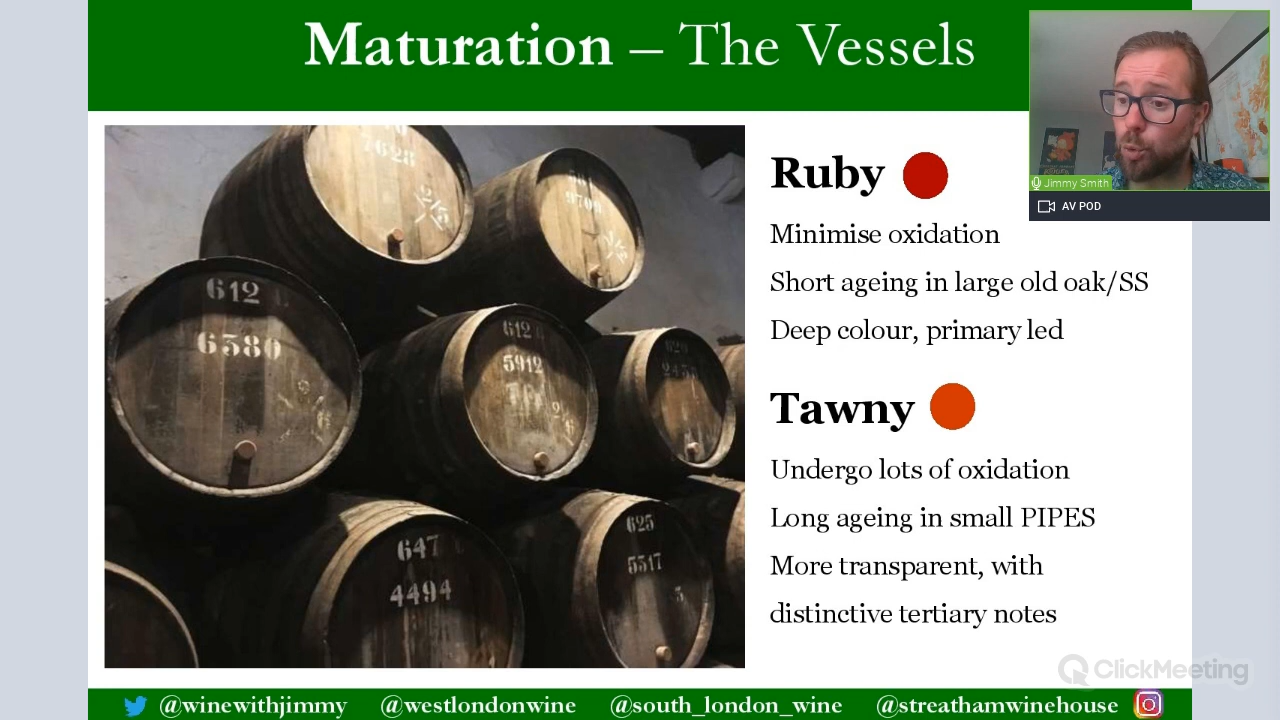 Maturation – The Vessels
Ruby
Minimise oxidation
Short ageing in large old oak/SS
Deep colour, primary led
Tawny
Undergo lots of oxidation
Long ageing in small PIPES
More transparent, with
distinctive tertiary notes
Jimmy Smith
AV POD
612
6380
612
5912
647
4494
625
5317
ClickMeeting
@winewithjimmy @westlondonwine @south_london_wine @streathamwinehouse